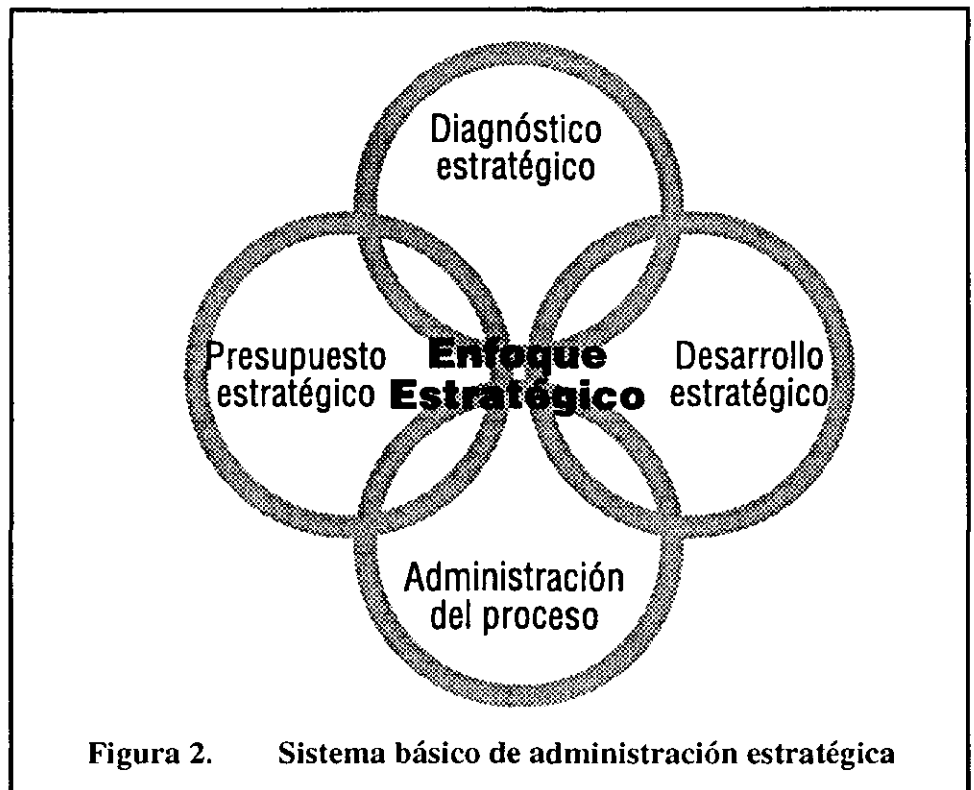 Diagnóstico
estratégico
Presupuesto
estratégico
Enfoque
Estratégico
Desarrollo
estratégico
Administración
del proceso
Figura 2. Sistema básico de administración estratégica